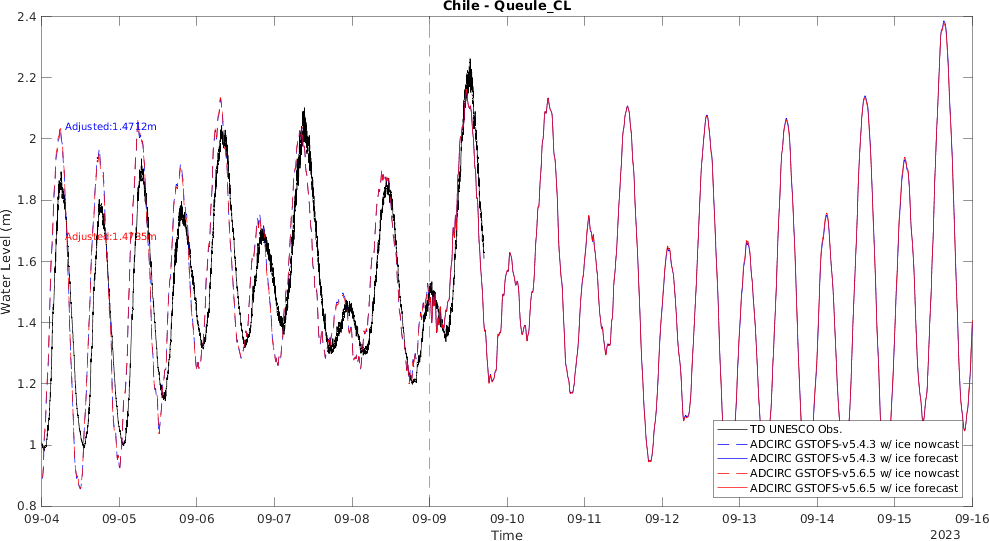 Chile - Queule_CL
2.4
2.2
2
1.8
1.6
1.4
1.2
1
0.8
Water Level (m)
Adjusted:1.4712m
Adjusted:1.4735m
TD UNESCO Obs.
ADCIRC GSTOFS-v5.4.3 w/ ice nowcast
ADCIRC GSTOFS-v5.4.3 w/ ice forecast
ADCIRC GSTOFS-v5.6.5 w/ ice nowcast
ADCIRC GSTOFS-v5.6.5 w/ ice forecast
09-04 09-05 09-06 09-07 09-08 09-09 09-10 09-11 09-12 09-13 09-14 09-15 09-16
Time
2023